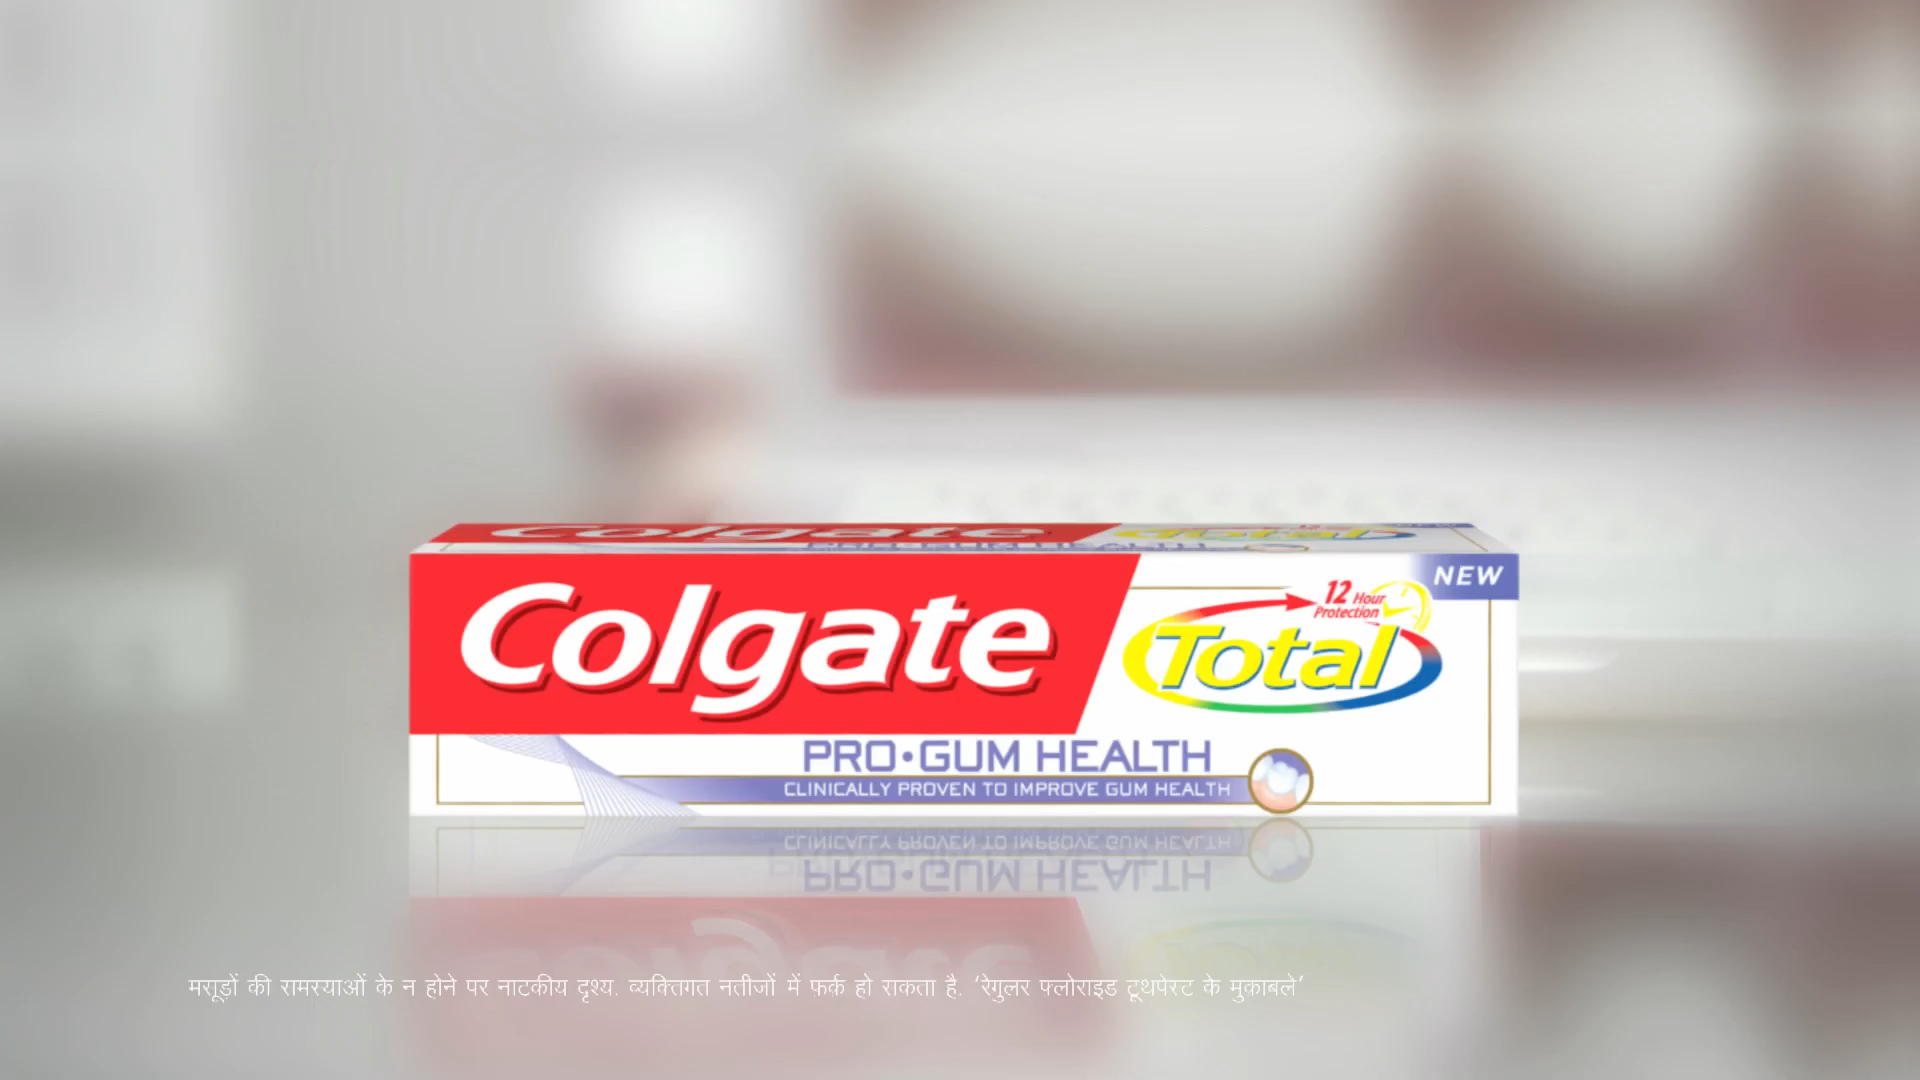 Colgate
Total
12 Hour
Protection
NEW
PRO•GUM HEALTH
CLINICALLY PROVEN TO IMPROVE GUM HEALTH
मसूड़ों की समस्याओं के न होने पर नाटकीय दृश्य. व्यक्तिगत नतीजों में फर्क हो सकता है. ‘रेगुलर फ्लोराइड टूथपेस्ट के मुकाबले’